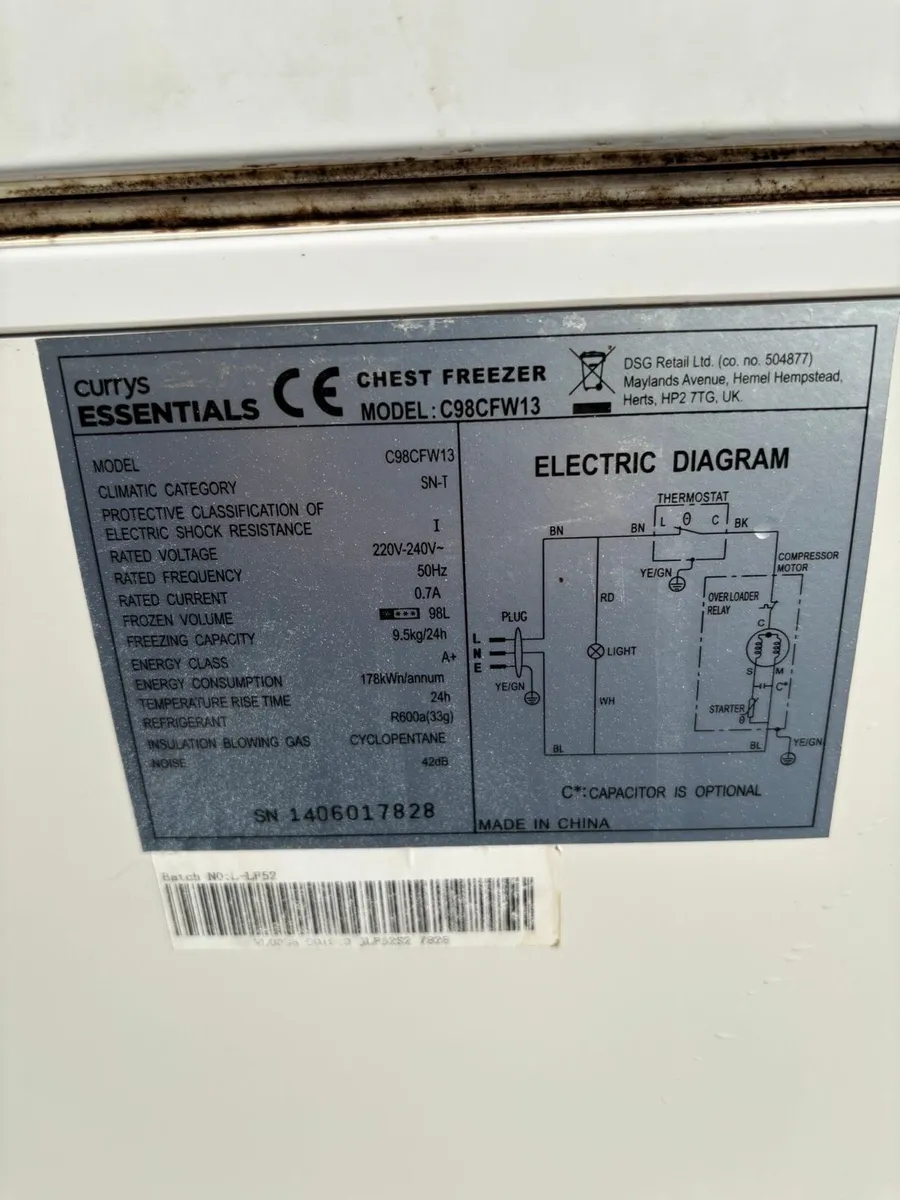 currys
ESSENTIALS
CE
CHEST FREEZER
MODEL: C98CFW13
DSG Retail Ltd. (co. no. 504877)
Maylands Avenue, Hemel Hempstead,
Herts, HP2 7TG, UK.
MODEL C98CFW13
CLIMATIC CATEGORY SN-T
PROTECTIVE CLASSIFICATION OF
ELECTRIC SHOCK RESISTANCE I
RATED VOLTAGE 220V-240V~
RATED FREQUENCY 50Hz
RATED CURRENT 0.7A
FROZEN VOLUME 98L
FREEZING CAPACITY 9.5kg/24h
ENERGY CLASS A+
ENERGY CONSUMPTION 178kWn/annum
TEMPERATURE RISE TIME 24h
REFRIGERANT R600a(33g)
INSULATION BLOWING GAS CYCLOPENTANE
NOISE 42dB
SN 1406017828
ELECTRIC DIAGRAM
THERMOSTAT
BN BN L θ C BK
YE/GN
COMPRESSOR
MOTOR
OVERLOADER
RELAY
RD
PLUG
C
L
N
E
LIGHT
S M
YE/GN
C*
WH
STARTER
θ
BL BL YE/GN
C*:CAPACITOR IS OPTIONAL
MADE IN CHINA
Batch NO:L-LP52